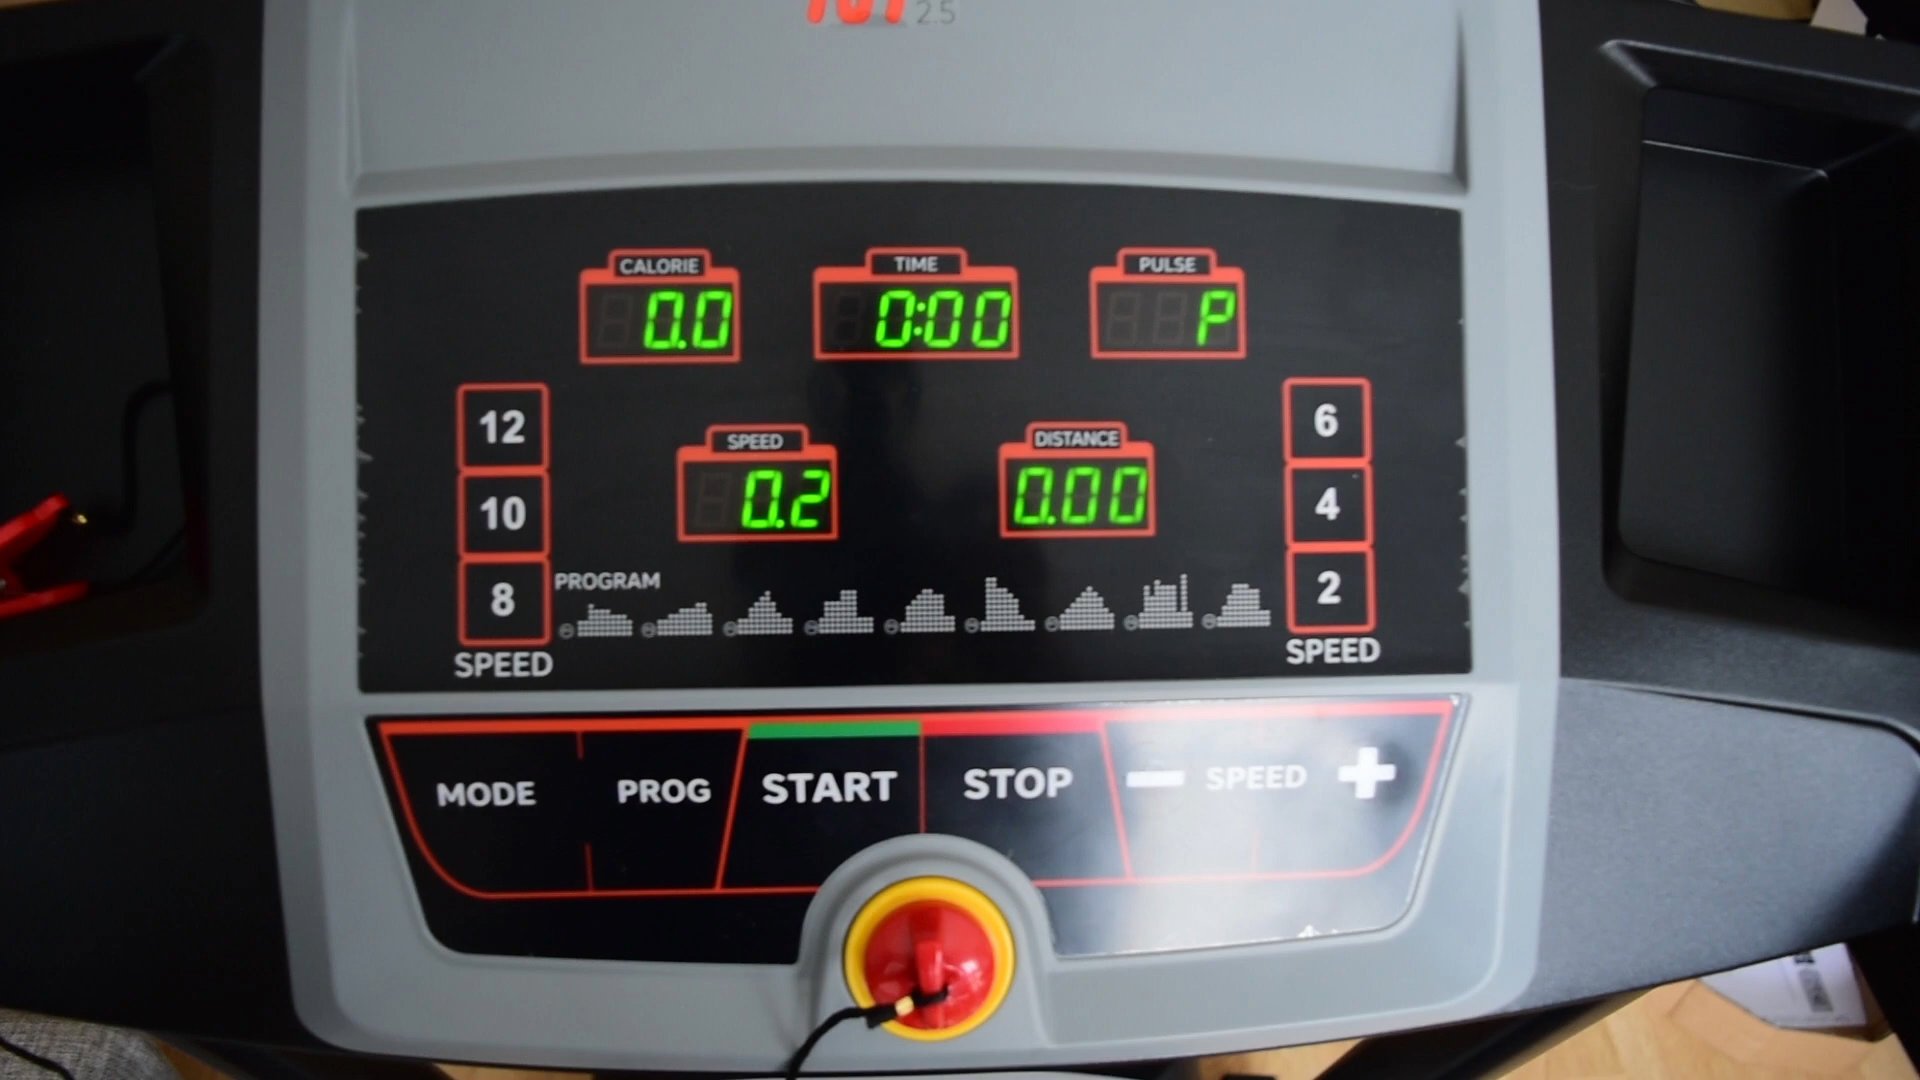 2.5
CALORIE
TIME
PULSE
0.0
0:00
P
12
6
SPEED
DISTANCE
10
0.2
0.00
4
8
PROGRAM
2
SPEED
SPEED
MODE
PROG
START
STOP
— SPEED +